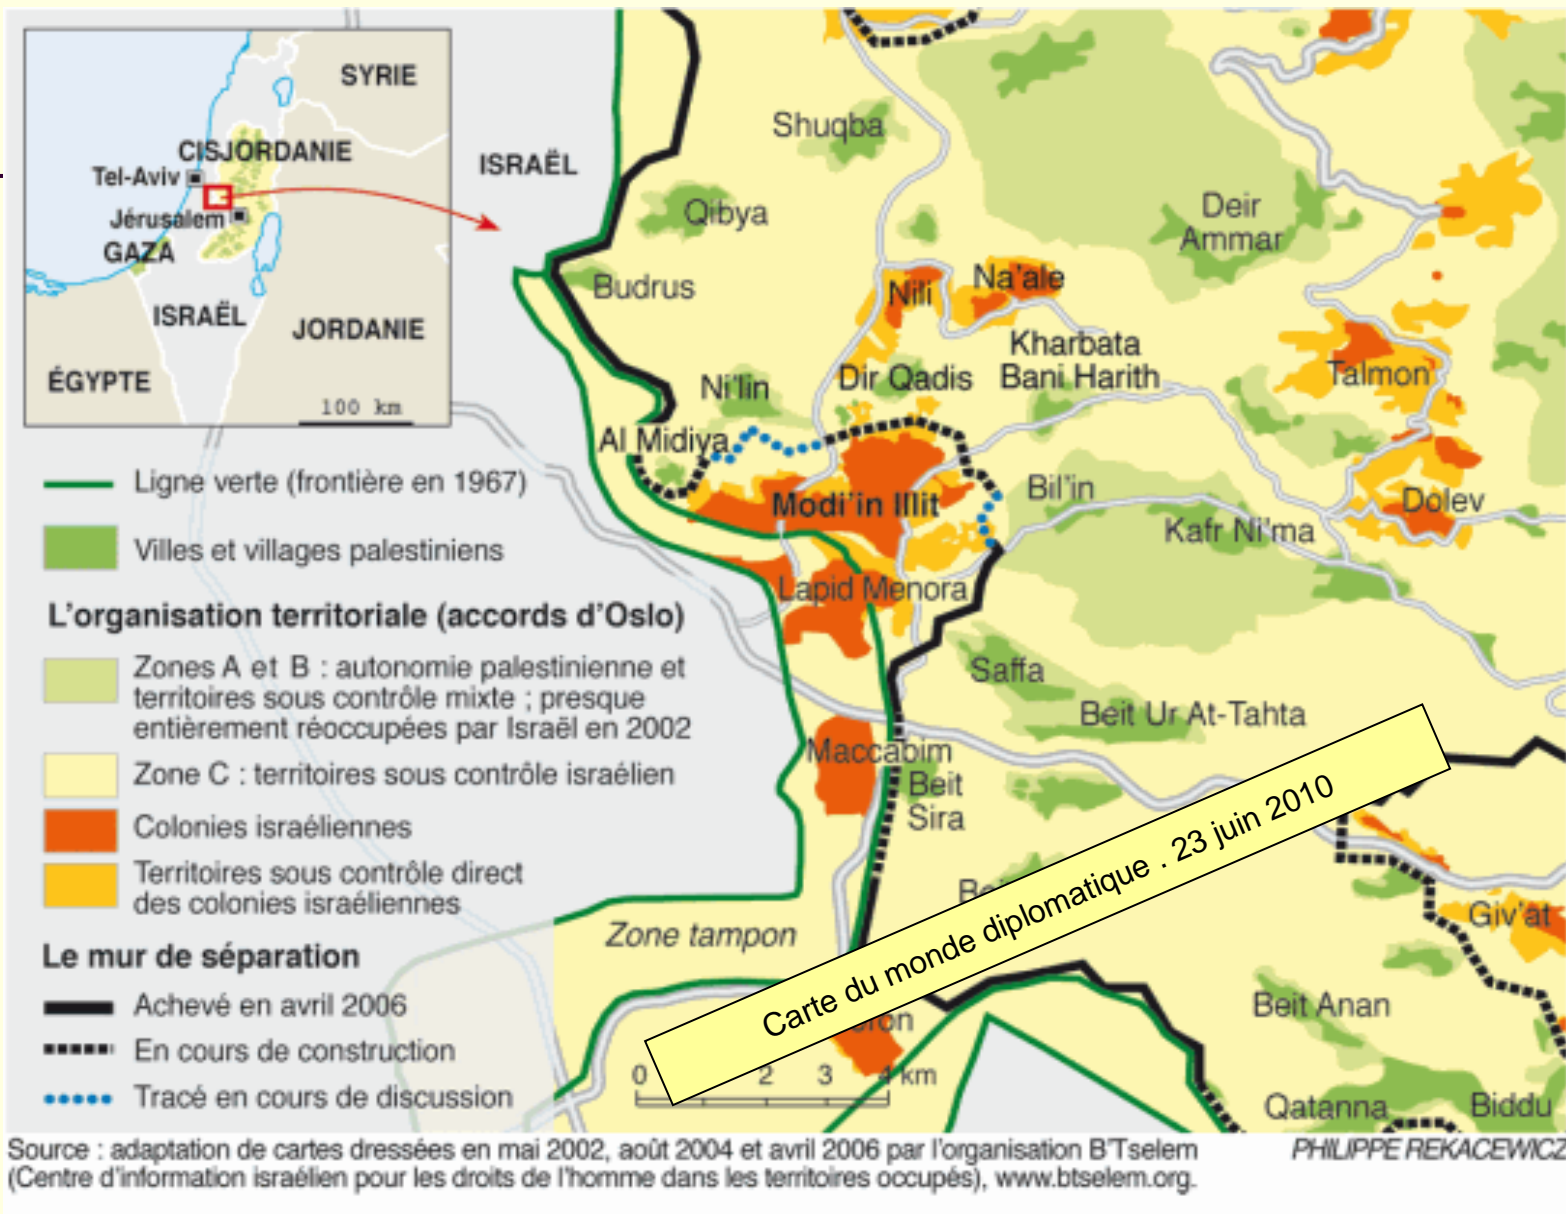 SYRIE
CISJORDANIE
Tel-Aviv
Jérusalem
GAZA
ISRAËL
JORDANIE
ÉGYPTE
100 km
ISRAËL
Shuqba
Qibya
Deir
Ammar
Budrus
Nili
Na'ale
Kharbata
Bani Harith
Ni'lin
Dir Qadis
Talmon
Al Midiya
Modi'in Illit
Bil'in
Dolev
Kafr Ni'ma
Lapid Menora
Saffa
Beit Ur At-Tahta
Maccabim
Beit
Sira
Giv'at
Zone tampon
Beit Anan
Qatanna
Biddu
Carte du monde diplomatique . 23 juin 2010
0 2 3 4 km
Ligne verte (frontière en 1967)
Villes et villages palestiniens
L'organisation territoriale (accords d'Oslo)
Zones A et B : autonomie palestinienne et
territoires sous contrôle mixte ; presque
entièrement réoccupées par Israël en 2002
Zone C : territoires sous contrôle israélien
Colonies israéliennes
Territoires sous contrôle direct
des colonies israéliennes
Le mur de séparation
Achevé en avril 2006
En cours de construction
Tracé en cours de discussion
Source : adaptation de cartes dressées en mai 2002, août 2004 et avril 2006 par l'organisation B'Tselem
(Centre d'information israélien pour les droits de l'homme dans les territoires occupés), www.btselem.org.
PHILIPPE REKACEWICZ